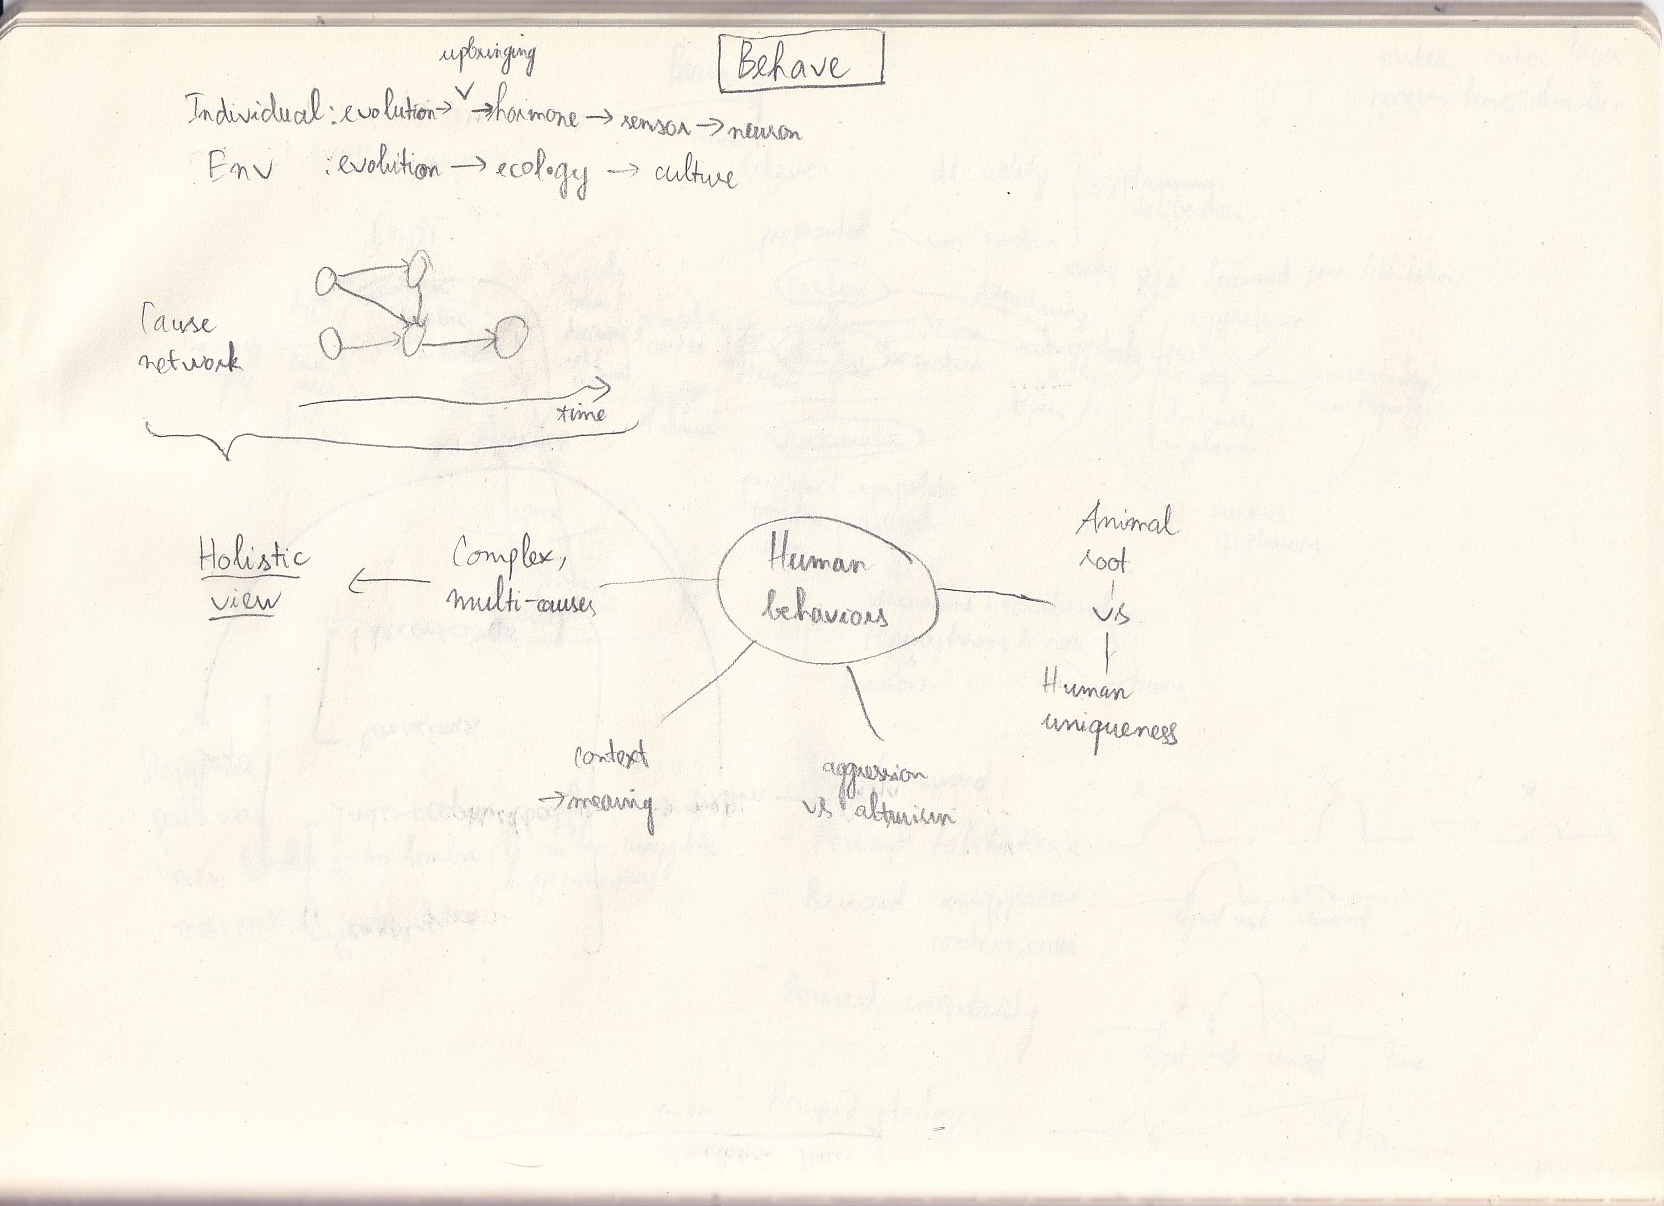 Behave
upbringing
Individual : evolution → → hormone → sensor → neuron
Env : evolution → ecology → culture
Cause
network
time
Holistic
view
Complex,
multi-causes
Human
behaviors
Animal
root
vs
Human
uniqueness
context
→ meaning
aggression
vs altruism